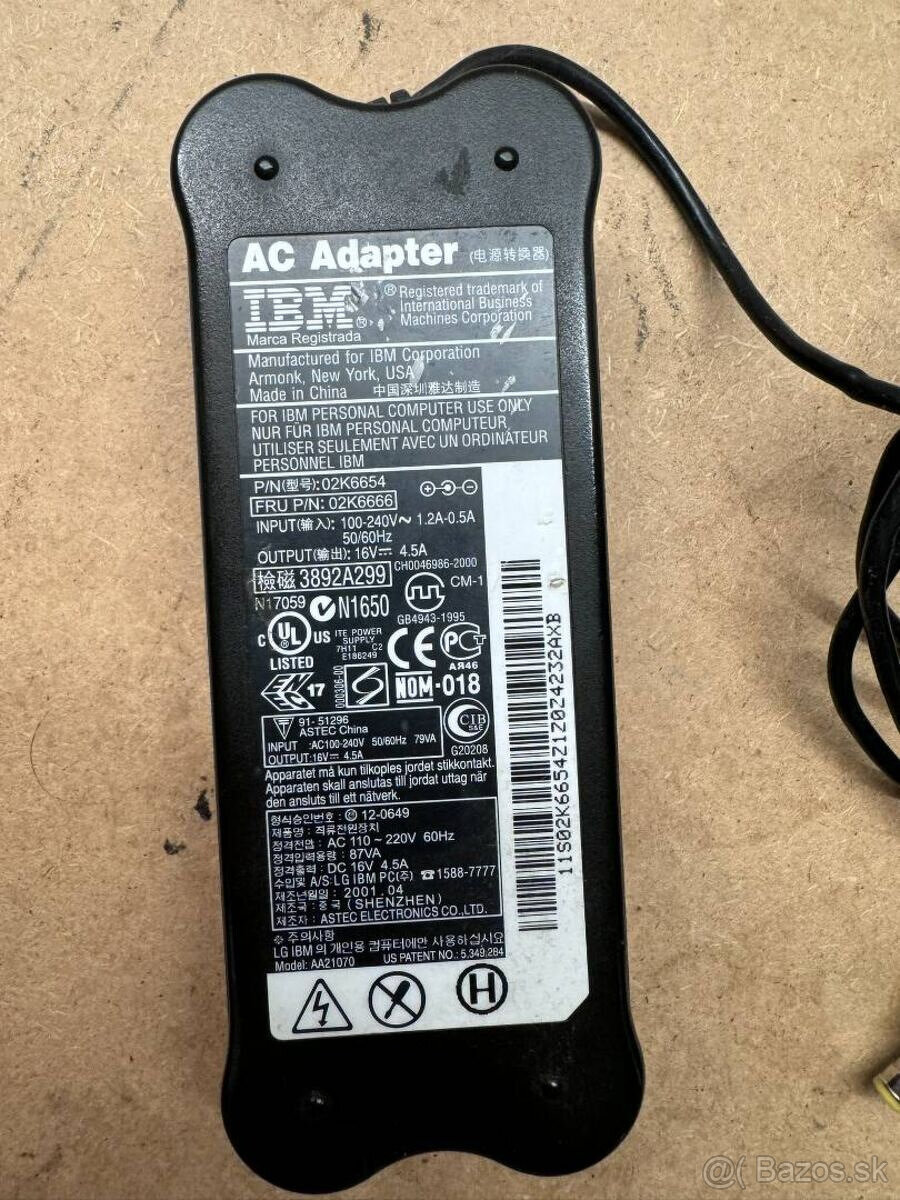 AC Adapter (电源转换器)
IBM® ® Registered trademark of
International Business
Machines Corporation
Marca Registrada
Manufactured for IBM Corporation
Armonk, New York, USA
Made in China 中国深圳雅达制造
FOR IBM PERSONAL COMPUTER USE ONLY
NUR FÜR IBM PERSONAL COMPUTEUR,
UTILISER SEULEMENT AVEC UN ORDINATEUR
PERSONNEL IBM
P/N(型号): 02K6654
FRU P/N: 02K6666
INPUT(输入): 100-240V~ 1.2A-0.5A
50/60Hz
OUTPUT(输出): 16V⎓ 4.5A
CH0046986-2000
檢磁 3892A299
CM-1
N17059 N1650
GB4943-1995
C UL® US
LISTED
ITE POWER
SUPPLY
7H11 C2
E186249
CE
PC
АЯ46
17
000306-00
S
NOM-018
91-51296
ASTEC China
INPUT :AC100-240V 50/60Hz 79VA
OUTPUT:16V⎓ 4.5A
CIB
S&E
G20208
Apparatet må kun tilkoples jordet stikkontakt.
Apparaten skall anslutas till jordat uttag när
den ansluts till ett nätverk.
형식승인번호: 12-0649
제품명: 직류전원장치
정격전압: AC 110~220V 60Hz
정격입력용량: 87VA
정격출력: DC 16V 4.5A
수입및 A/S:LG IBM PC(주) ☎1588-7777
제조년월일: 2001.04
제조국: 중국 (SHENZHEN)
제조자: ASTEC ELECTRONICS CO.,LTD.
※ 주의사항
LG IBM 의 개인용 컴퓨터에만 사용하십시요
Model: AA21070 US PATENT NO.: 5.349.284
H
11S02K6654Z1Z0Z4232AXB
@( Bazos.sk